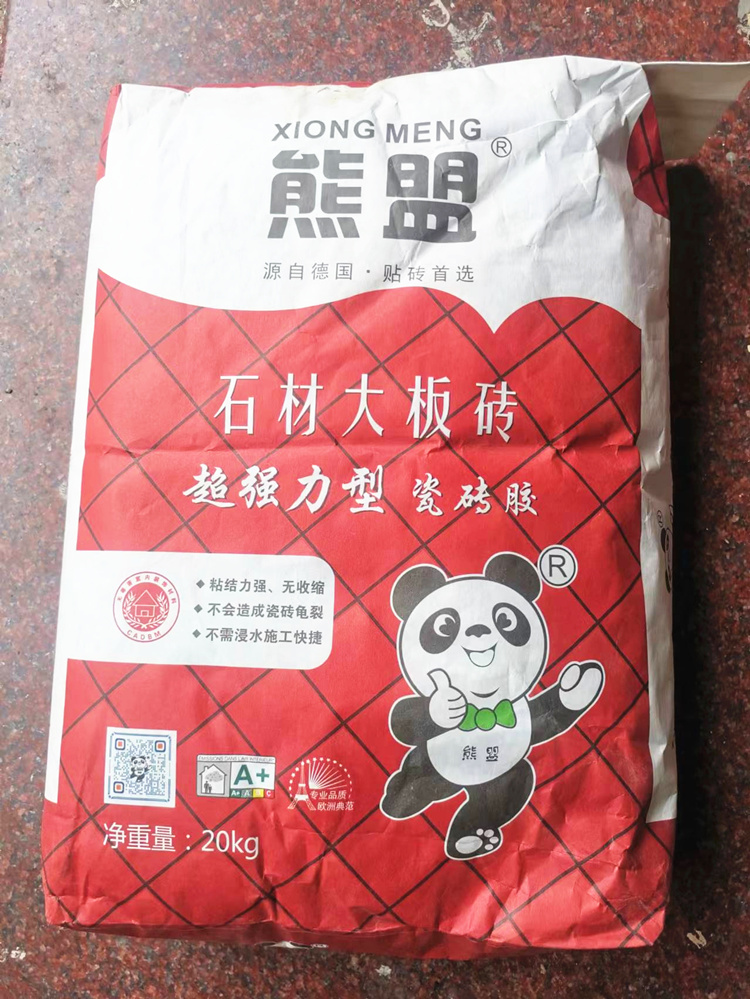 XIONG MENG
熊盟®
源自德国·贴砖首选
石材大板砖
超强力型 瓷砖胶
◆ 粘结力强、无收缩
◆ 不会造成瓷砖龟裂
◆ 不需浸水施工快捷
CADBM
®
熊盟
A+
A+ A B C
专业品质
欧洲典范
净重量：20kg